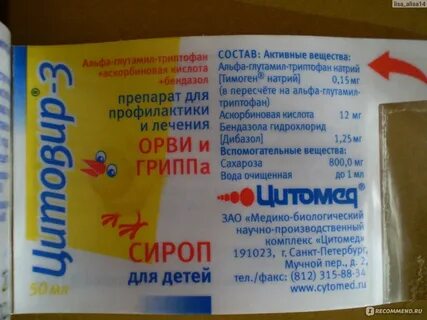 lisa_alisa14
Цитовир®-3
50 мл
Альфа-глутамил-триптофан
+аскорбиновая кислота
+бендазол
препарат для
профилактики
и лечения
ОРВИ и
ГРИППа
СИРОП
для детей
СОСТАВ: Активные вещества:
Альфа-глутамил-триптофан натрий
[Тимоген® натрий] 0,15мг
(в пересчёте на альфа-глутамил-
триптофан)
Аскорбиновая кислота 12 мг
Бендазола гидрохлорид
[Дибазол] 1,25 мг
Вспомогательные вещества:
Сахароза 800,0 мг
Вода очищенная до 1 мл
Цитомед®
ЗАО «Медико-биологический
научно-производственный
комплекс «Цитомед»
191023, г. Санкт-Петербург,
Мучной пер., д. 2,
тел./факс: (812) 315-88-34
www.cytomed.ru
IRECOMMEND.RU